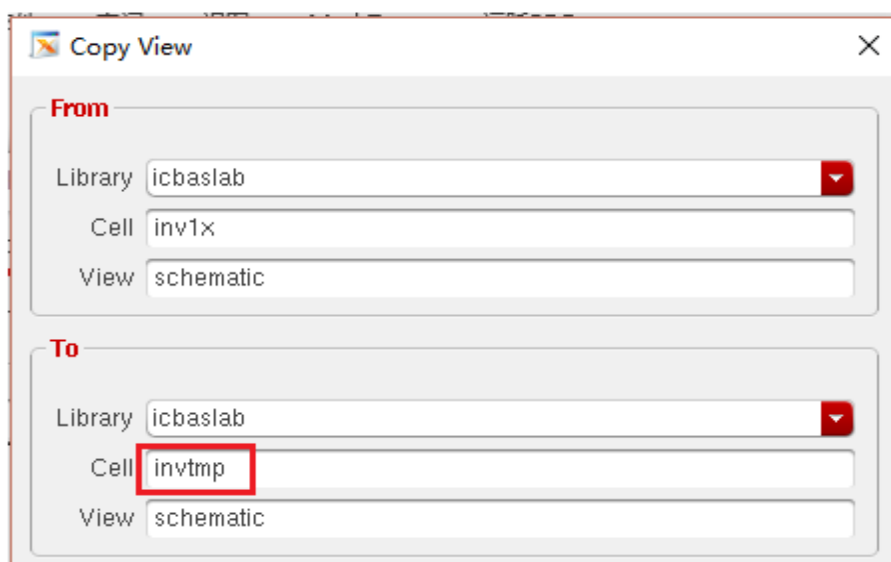 Copy View
From
Library icbaslab
Cell inv1x
View schematic
To
Library icbaslab
Cell invtmp
View schematic